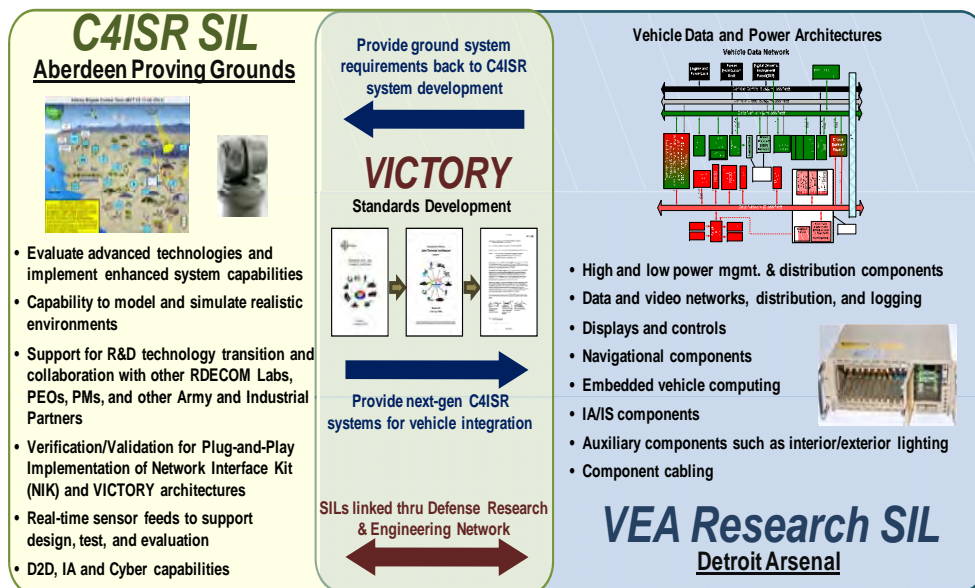 C4ISR SIL
Aberdeen Proving Grounds
• Evaluate advanced technologies and
implement enhanced system capabilities
• Capability to model and simulate realistic
environments
• Support for R&D technology transition and
collaboration with other RDECOM Labs,
PEOs, PMs, and other Army and Industrial
Partners
• Verification/Validation for Plug-and-Play
Implementation of Network Interface Kit
(NIK) and VICTORY architectures
• Real-time sensor feeds to support
design, test, and evaluation
• D2D, IA and Cyber capabilities
Provide ground system
requirements back to C4ISR
system development
VICTORY
Standards Development
Provide next-gen C4ISR
systems for vehicle integration
SILs linked thru Defense Research
& Engineering Network
Vehicle Data and Power Architectures
Vehicle Data Network
• High and low power mgmt. & distribution components
• Data and video networks, distribution, and logging
• Displays and controls
• Navigational components
• Embedded vehicle computing
• IA/IS components
• Auxiliary components such as interior/exterior lighting
• Component cabling
VEA Research SIL
Detroit Arsenal